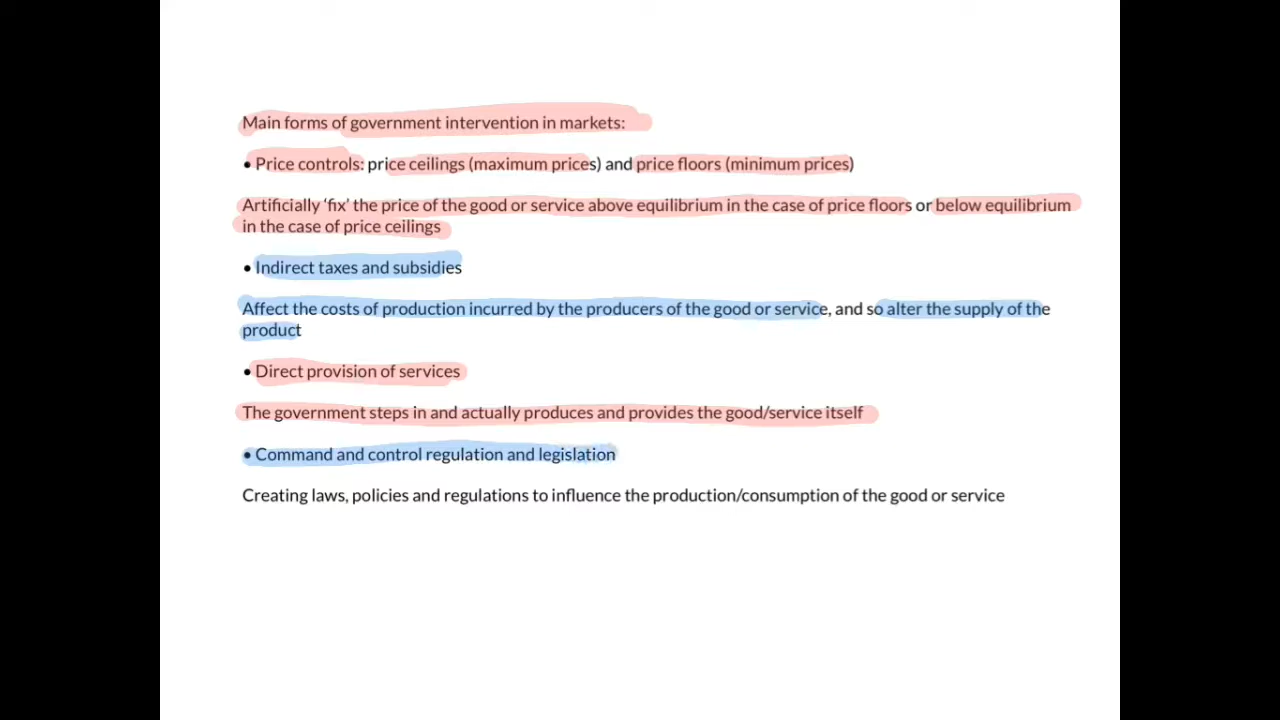 Main forms of government intervention in markets:
• Price controls: price ceilings (maximum prices) and price floors (minimum prices)
Artificially ‘fix’ the price of the good or service above equilibrium in the case of price floors or below equilibrium
in the case of price ceilings
• Indirect taxes and subsidies
Affect the costs of production incurred by the producers of the good or service, and so alter the supply of the
product
• Direct provision of services
The government steps in and actually produces and provides the good/service itself
• Command and control regulation and legislation
Creating laws, policies and regulations to influence the production/consumption of the good or service